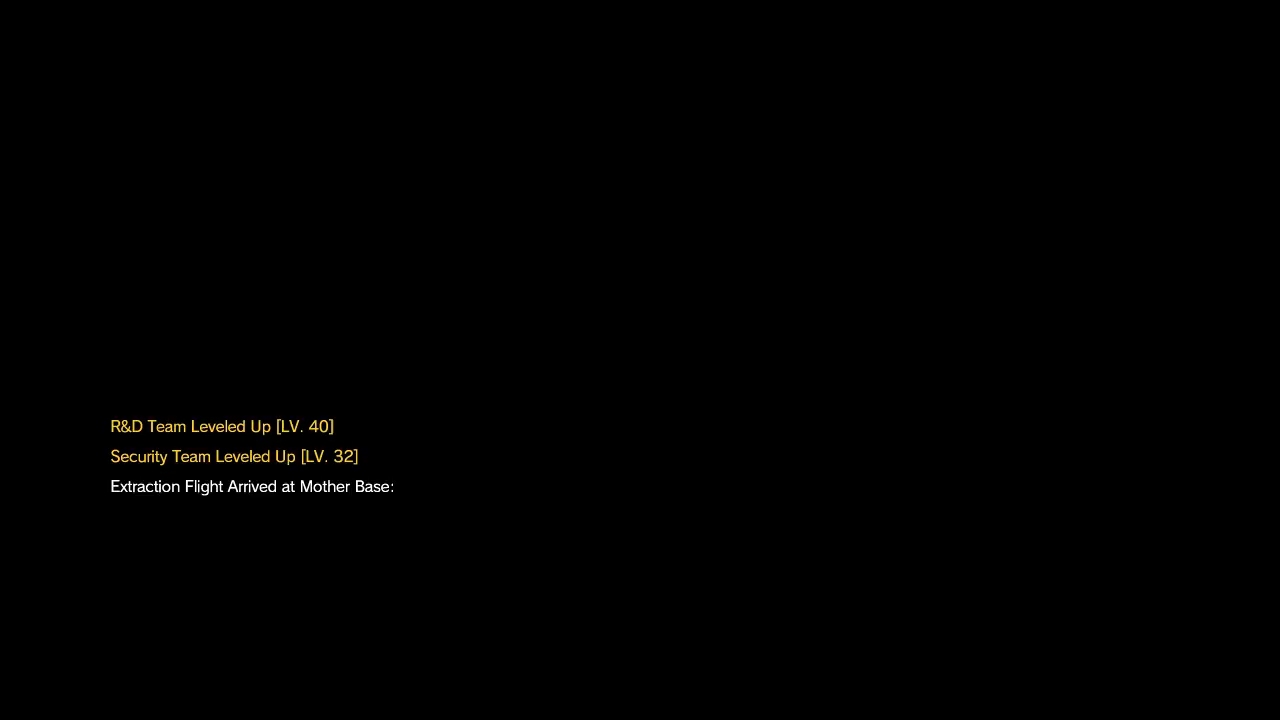 R&D Team Leveled Up [LV. 40]
Security Team Leveled Up [LV. 32]
Extraction Flight Arrived at Mother Base: